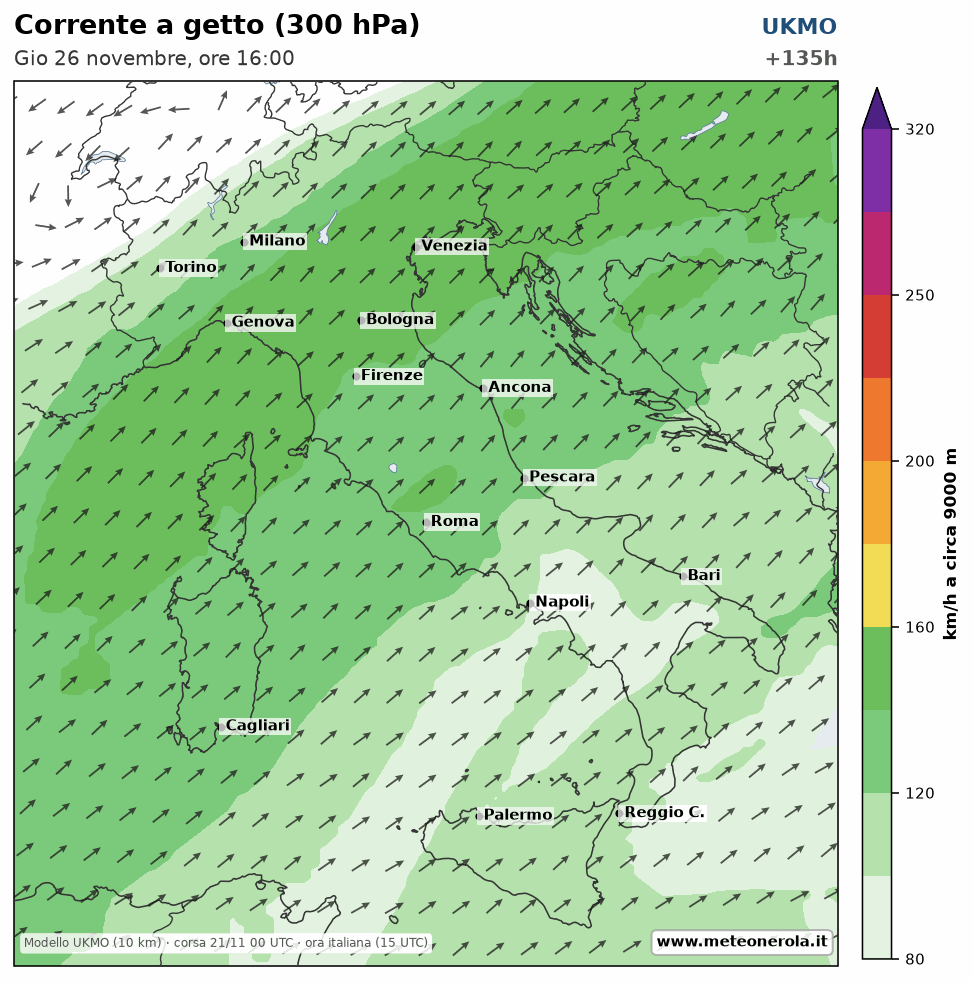 Corrente a getto (300 hPa)
UKMO
Gio 26 novembre, ore 16:00
+135h
Milano
Venezia
Torino
Genova
Bologna
Firenze
Ancona
Pescara
Roma
Bari
Napoli
Cagliari
Palermo
Reggio C.
320
250
200
160
120
80
km/h a circa 9000 m
Modello UKMO (10 km) · corsa 21/11 00 UTC · ora italiana (15 UTC)
www.meteonerola.it